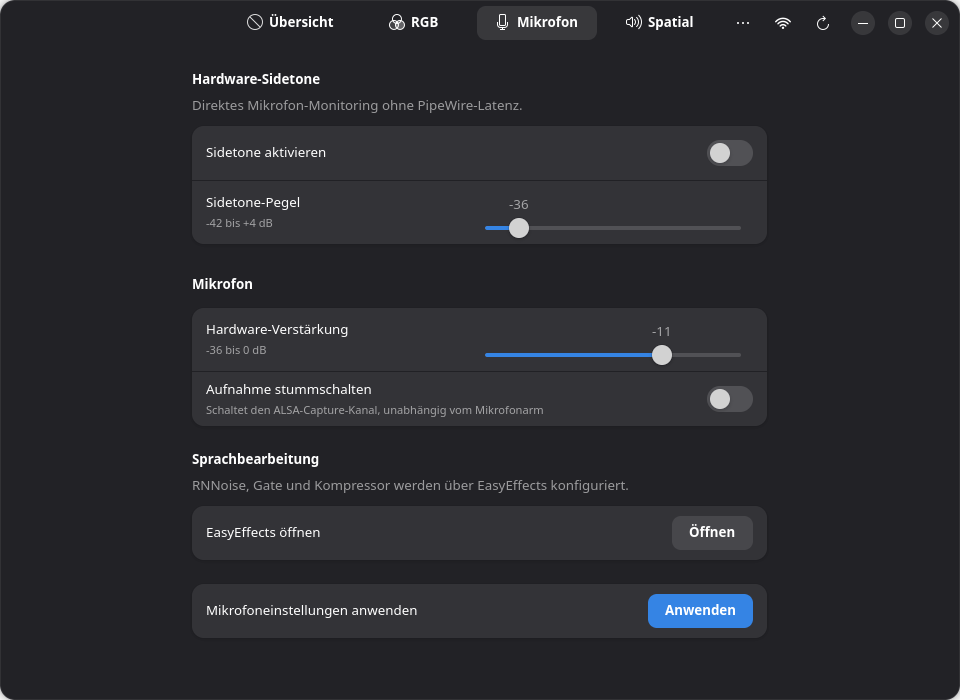 Übersicht RGB Mikrofon Spatial
Hardware-Sidetone
Direktes Mikrofon-Monitoring ohne PipeWire-Latenz.
Sidetone aktivieren
Sidetone-Pegel
-42 bis +4 dB
-36
Mikrofon
Hardware-Verstärkung
-36 bis 0 dB
-11
Aufnahme stummschalten
Schaltet den ALSA-Capture-Kanal, unabhängig vom Mikrofonarm
Sprachbearbeitung
RNNoise, Gate und Kompressor werden über EasyEffects konfiguriert.
EasyEffects öffnen Öffnen
Mikrofoneinstellungen anwenden Anwenden